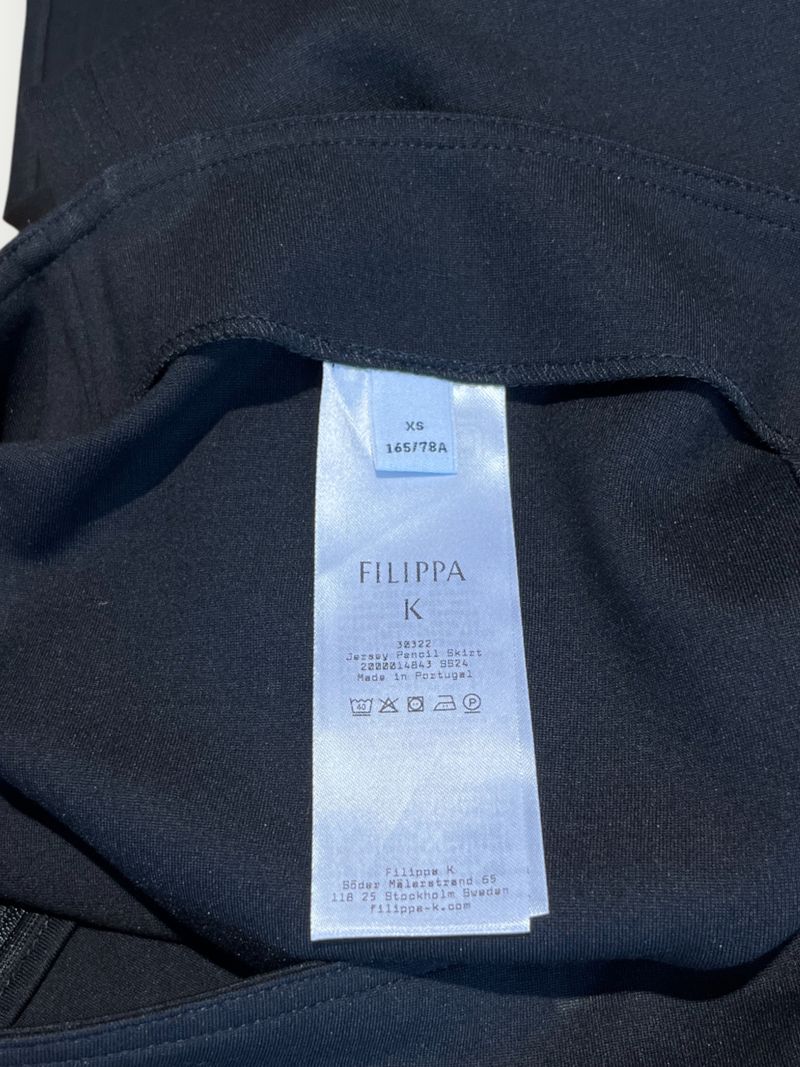 XS
165/78A
FILIPPA
K
30322
Jersey Pencil Skirt
2000014843 SS24
Made in Portugal
40
P
Filippa K
Söder Mälarstrand 65
118 25 Stockholm Sweden
filippa-k.com